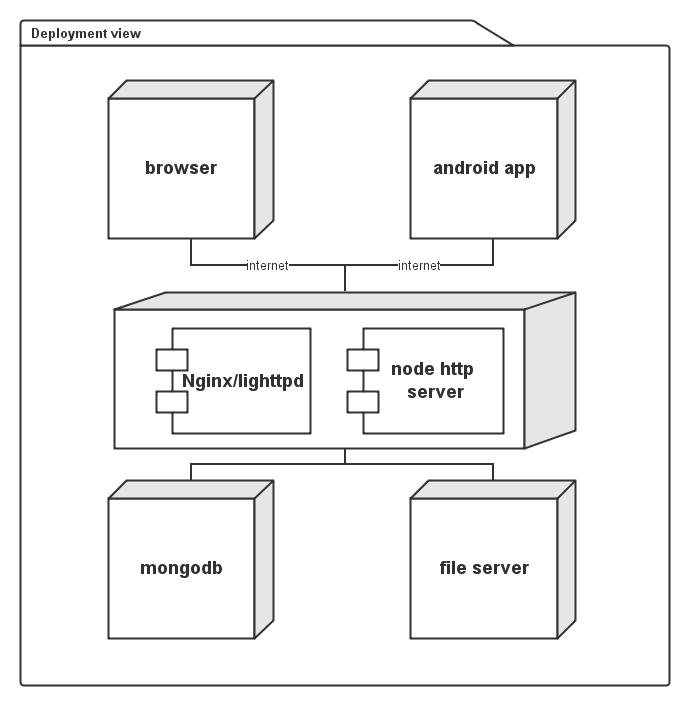 Deployment view
browser
android app
internet
internet
Nginx/lighttpd
node http
server
mongodb
file server